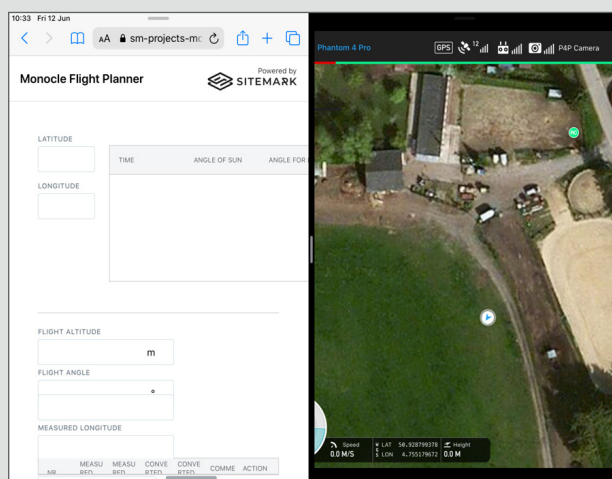 10:33 Fri 12 Jun
AA sm-projects-mc
Monocle Flight Planner
Powered by
SITEMARK
LATITUDE
TIME ANGLE OF SUN ANGLE FOR
LONGITUDE
FLIGHT ALTITUDE
m
FLIGHT ANGLE
°
MEASURED LONGITUDE
NR MEASU RED MEASU RED CONVE RTED CONVE RTED COMME ACTION
Phantom 4 Pro GPS 12 P4P Camera
Speed
0.0 M/S
W LAT 50.928799378
G
S LON 4.755179672
Height
0.0 M